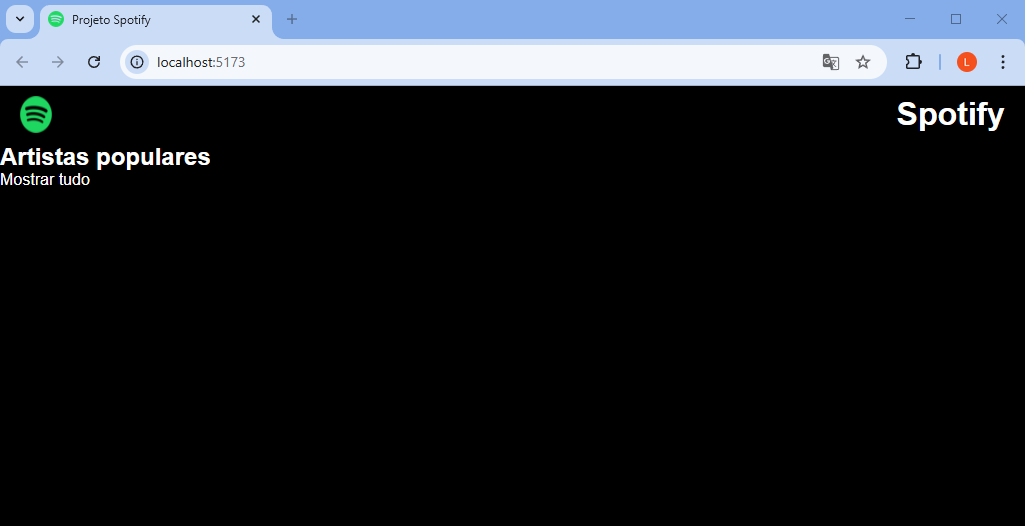 Projeto Spotify
localhost:5173
L
Spotify
Artistas populares
Mostrar tudo